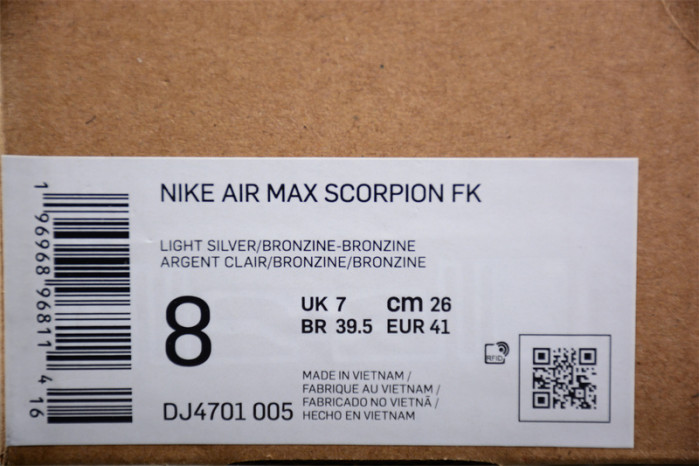 NIKE AIR MAX SCORPION FK
LIGHT SILVER/BRONZINE-BRONZINE
ARGENT CLAIR/BRONZINE/BRONZINE
8
UK 7 cm 26
BR 39.5 EUR 41
RFID
MADE IN VIETNAM /
FABRIQUE AU VIETNAM /
FABRICADO NO VIETNÃ /
HECHO EN VIETNAM
DJ4701 005
1 96968 96811 4 16